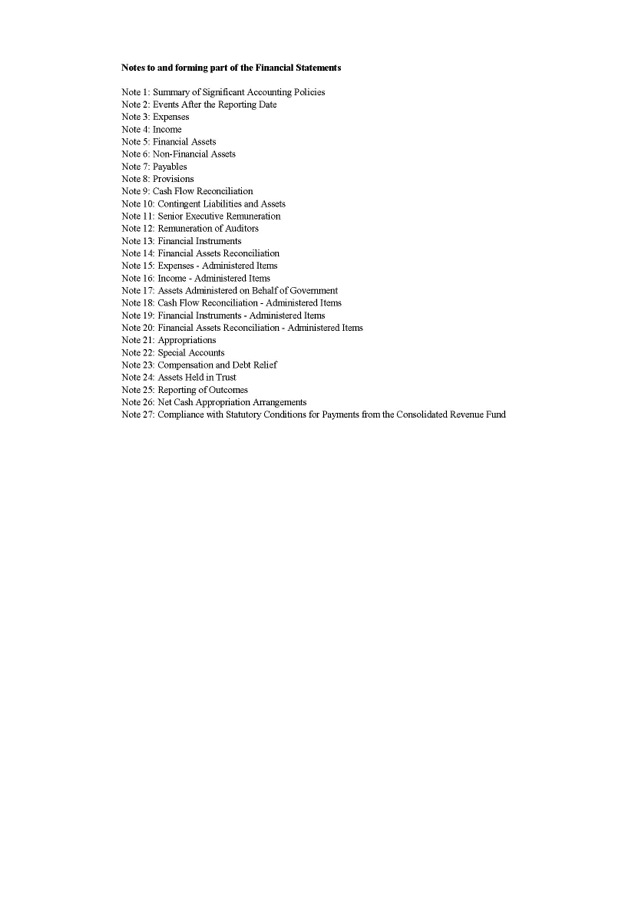 Notes to and forming part of the Financial Statements
Note 1: Summary of Significant Accounting Policies
Note 2: Events After the Reporting Date
Note 3: Expenses
Note 4: Income
Note 5: Financial Assets
Note 6: Non-Financial Assets
Note 7: Payables
Note 8: Provisions
Note 9: Cash Flow Reconciliation
Note 10: Contingent Liabilities and Assets
Note 11: Senior Executive Remuneration
Note 12: Remuneration of Auditors
Note 13: Financial Instruments
Note 14: Financial Assets Reconciliation
Note 15: Expenses - Administered Items
Note 16: Income - Administered Items
Note 17: Assets Administered on Behalf of Government
Note 18: Cash Flow Reconciliation - Administered Items
Note 19: Financial Instruments - Administered Items
Note 20: Financial Assets Reconciliation - Administered Items
Note 21: Appropriations
Note 22: Special Accounts
Note 23: Compensation and Debt Relief
Note 24: Assets Held in Trust
Note 25: Reporting of Outcomes
Note 26: Net Cash Appropriation Arrangements
Note 27: Compliance with Statutory Conditions for Payments from the Consolidated Revenue Fund